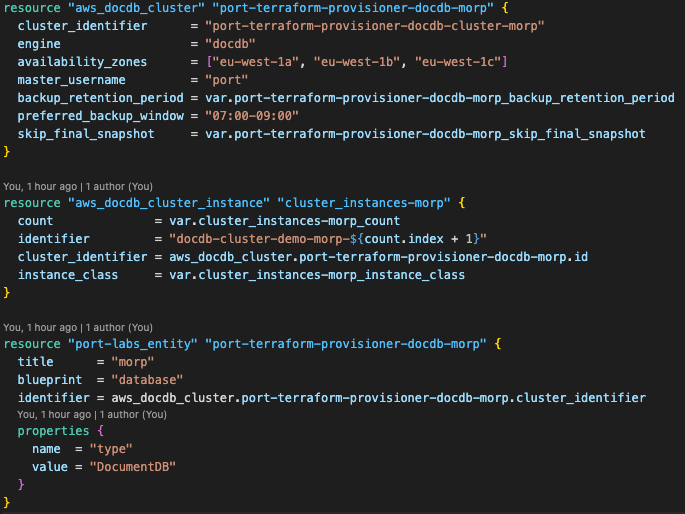 resource "aws_docdb_cluster" "port-terraform-provisioner-docdb-morp" {
  cluster_identifier      = "port-terraform-provisioner-docdb-cluster-morp"
  engine                  = "docdb"
  availability_zones      = ["eu-west-1a", "eu-west-1b", "eu-west-1c"]
  master_username         = "port"
  backup_retention_period = var.port-terraform-provisioner-docdb-morp_backup_retention_period
  preferred_backup_window = "07:00-09:00"
  skip_final_snapshot     = var.port-terraform-provisioner-docdb-morp_skip_final_snapshot
}
You, 1 hour ago | 1 author (You)
resource "aws_docdb_cluster_instance" "cluster_instances-morp" {
  count              = var.cluster_instances-morp_count
  identifier         = "docdb-cluster-demo-morp-${count.index + 1}"
  cluster_identifier = aws_docdb_cluster.port-terraform-provisioner-docdb-morp.id
  instance_class     = var.cluster_instances-morp_instance_class
}
You, 1 hour ago | 1 author (You)
resource "port-labs_entity" "port-terraform-provisioner-docdb-morp" {
  title      = "morp"
  blueprint  = "database"
  identifier = aws_docdb_cluster.port-terraform-provisioner-docdb-morp.cluster_identifier
  You, 1 hour ago | 1 author (You)
  properties {
    name  = "type"
    value = "DocumentDB"
  }
}